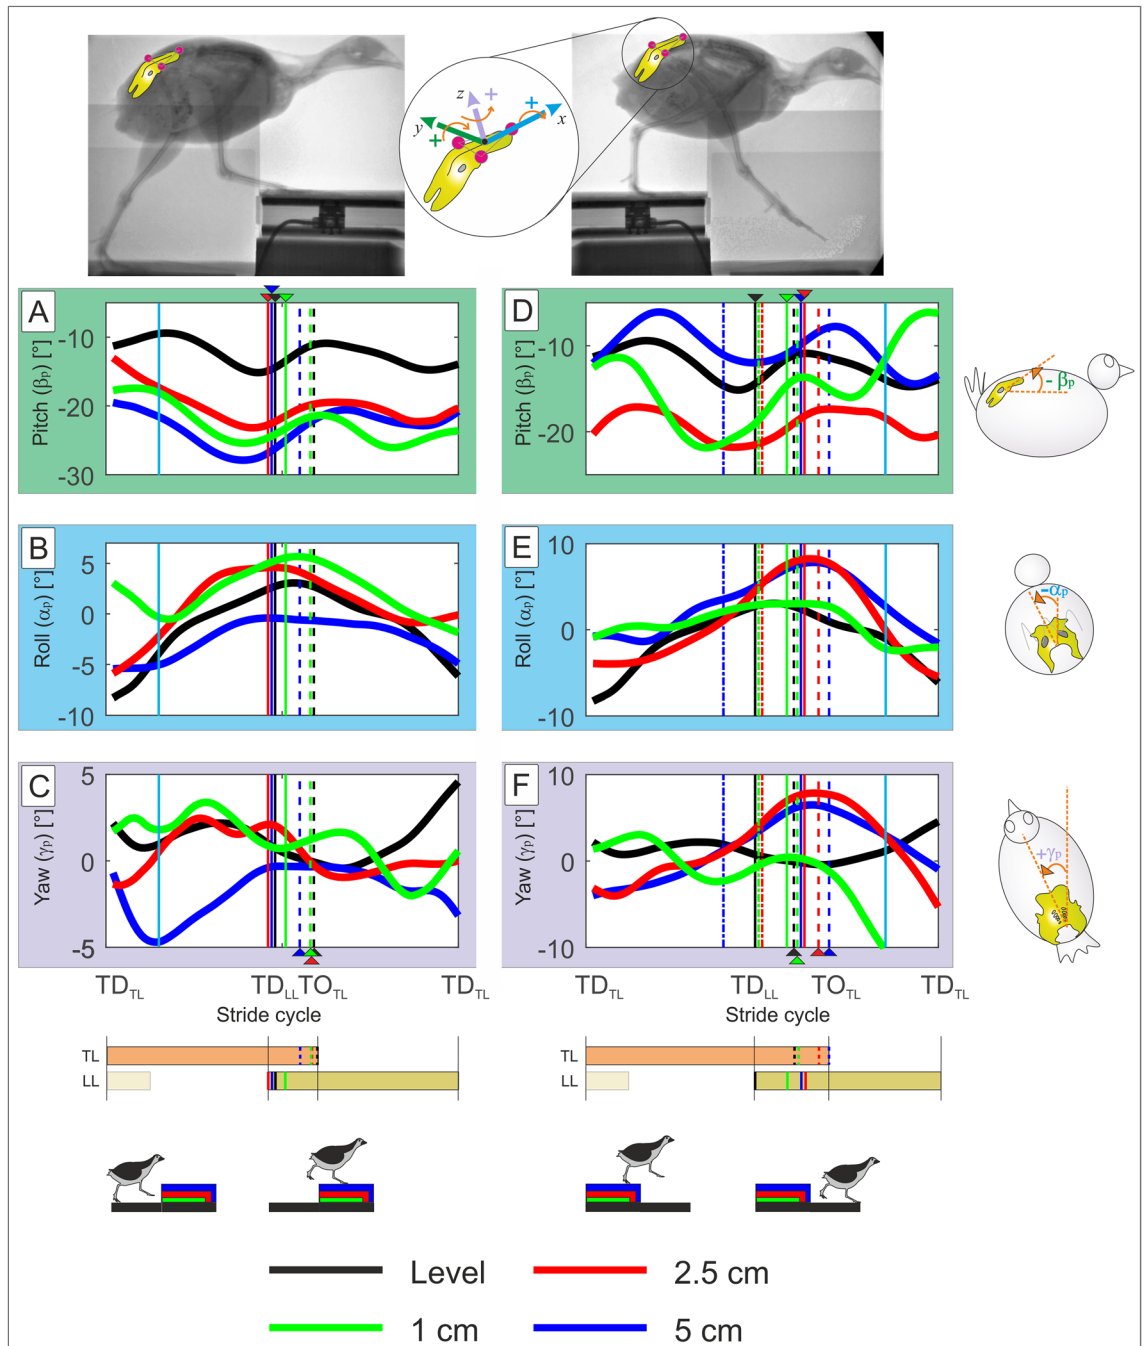 z
+
+
x
y
+
A
Pitch (βp) [°]
-10
-20
-30
D
Pitch (βp) [°]
-10
-20
- βp
B
Roll (αp) [°]
5
0
-5
-10
E
Roll (αp) [°]
10
0
-10
-αp
C
Yaw (γp) [°]
5
0
-5
F
Yaw (γp) [°]
10
0
-10
+γp
TDTL TDLL TOTL TDTL
Stride cycle
TDTL TDLL TOTL TDTL
Stride cycle
TL
LL
TL
LL
Level
2.5 cm
1 cm
5 cm